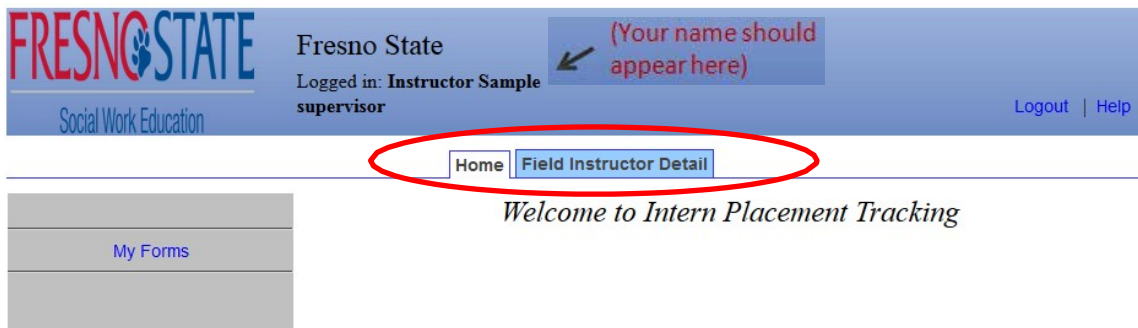 FRESNO STATE
Social Work Education
Fresno State
Logged in: Instructor Sample
supervisor
(Your name should
appear here)
Logout | Help
Home Field Instructor Detail
My Forms
Welcome to Intern Placement Tracking